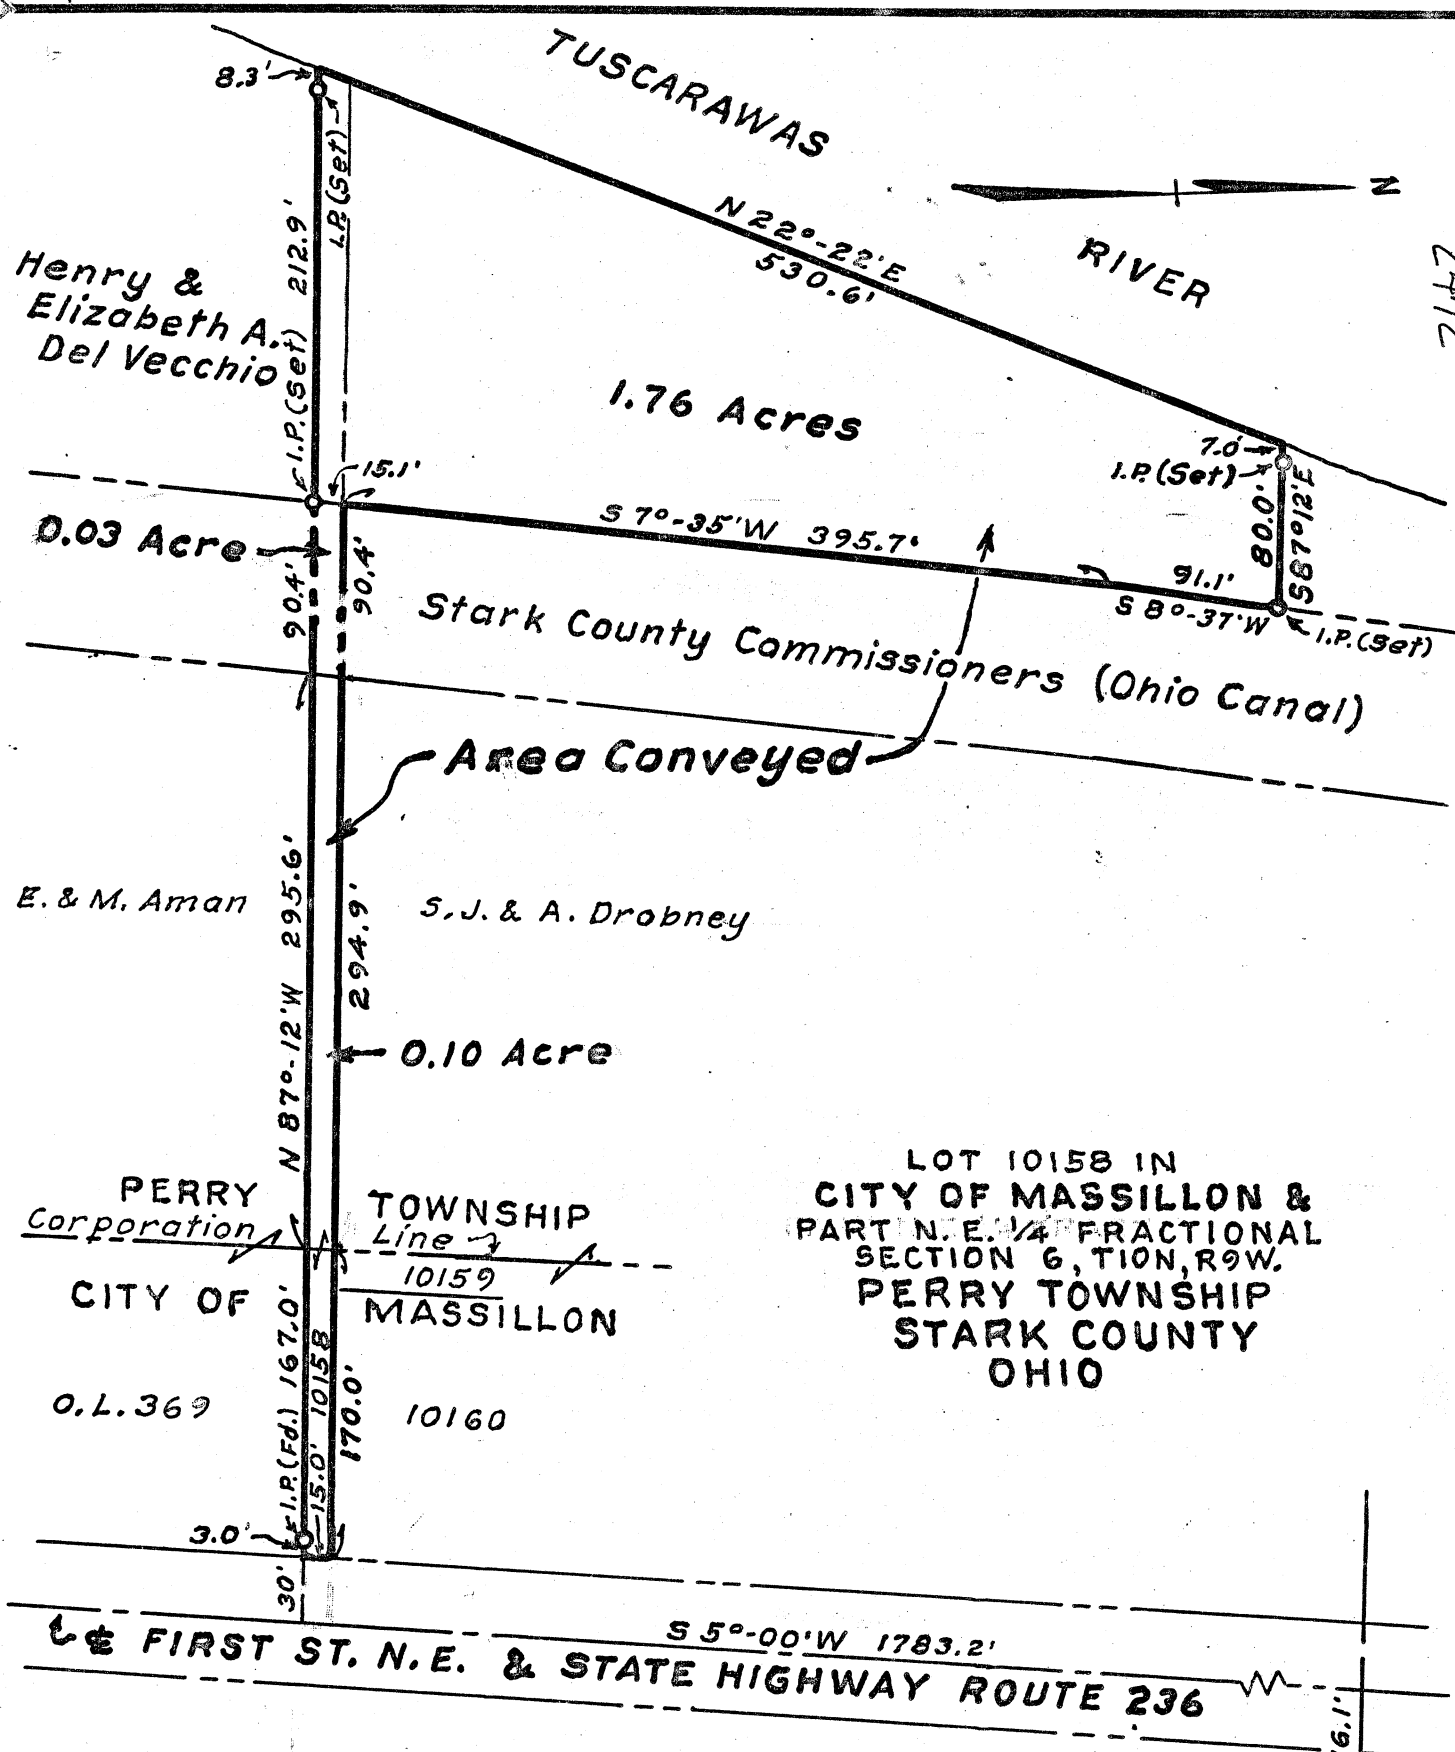 TUSCARAWAS
8.3'
I.P.(Set)
N
N 22°-22'E
530.6'
RIVER
Henry &
Elizabeth A.
Del Vecchio
I.P.(Set) 212.9'
1.76 Acres
7.0'
I.P.(Set)
80.0'
S87°12'E
15.1'
S 7°-35'W 395.7'
0.03 Acre
90.4'
90.4'
91.1'
S 8°-37'W
I.P.(Set)
Stark County Commissioners (Ohio Canal)
Area Conveyed
E. & M. Aman
S.J. & A. Drobney
N 87°-12'W 295.6'
294.9'
0.10 Acre
PERRY TOWNSHIP
Corporation Line
10159
CITY OF MASSILLON
O.L.369
I.P.(Fd.) 167.0'
15.0' 10158
170.0'
10160
LOT 10158 IN
CITY OF MASSILLON &
PART N.E. 1/4 FRACTIONAL
SECTION 6, T10N, R9W.
PERRY TOWNSHIP
STARK COUNTY
OHIO
3.0'
30'
S 5°-00'W 1783.2'
℄ FIRST ST. N.E. & STATE HIGHWAY ROUTE 236
6.1'